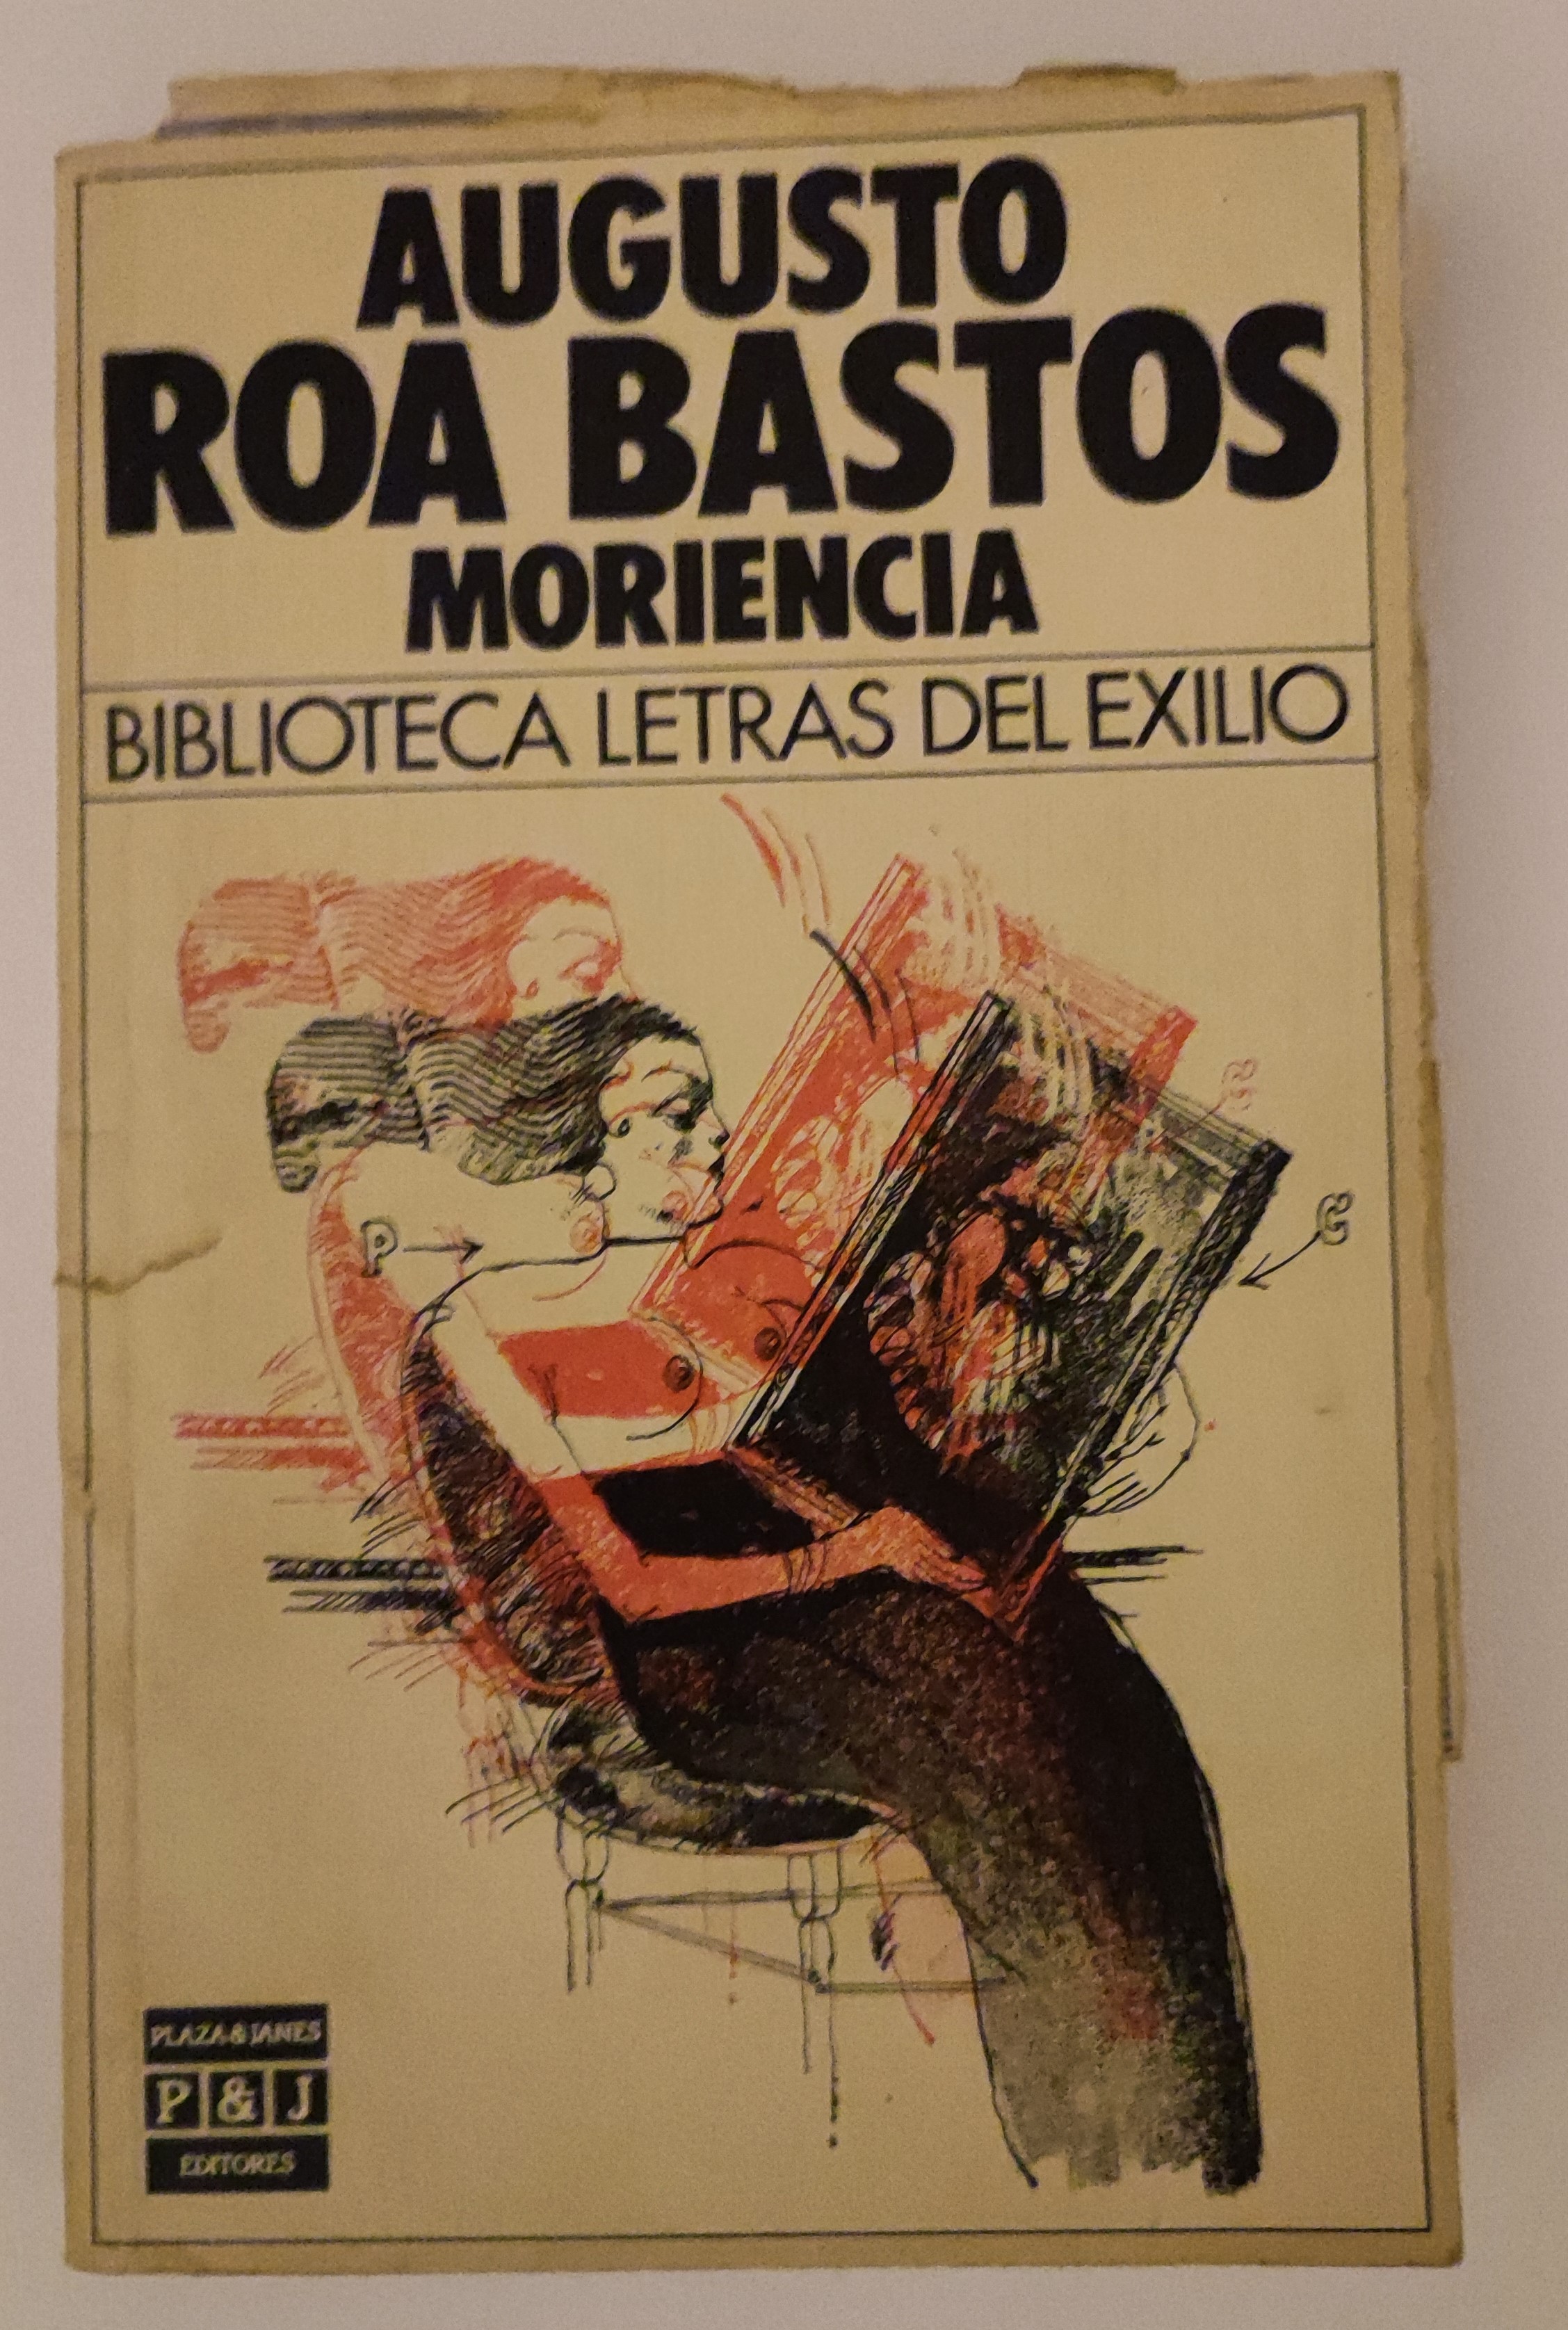 AUGUSTO
ROA BASTOS
MORIENCIA
BIBLIOTECA LETRAS DEL EXILIO
P
PLAZA & JANES
P & J
EDITORES